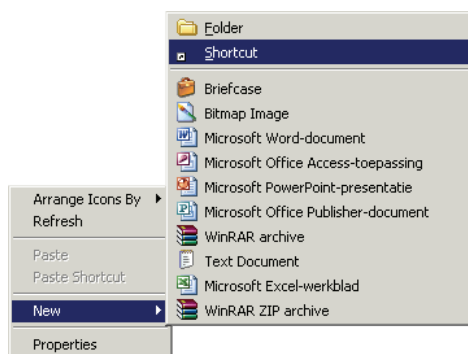 Folder
Shortcut
Briefcase
Bitmap Image
Microsoft Word-document
Microsoft Office Access-toepassing
Microsoft PowerPoint-presentatie
Microsoft Office Publisher-document
WinRAR archive
Text Document
Microsoft Excel-werkblad
WinRAR ZIP archive
Arrange Icons By
Refresh
Paste
Paste Shortcut
New
Properties